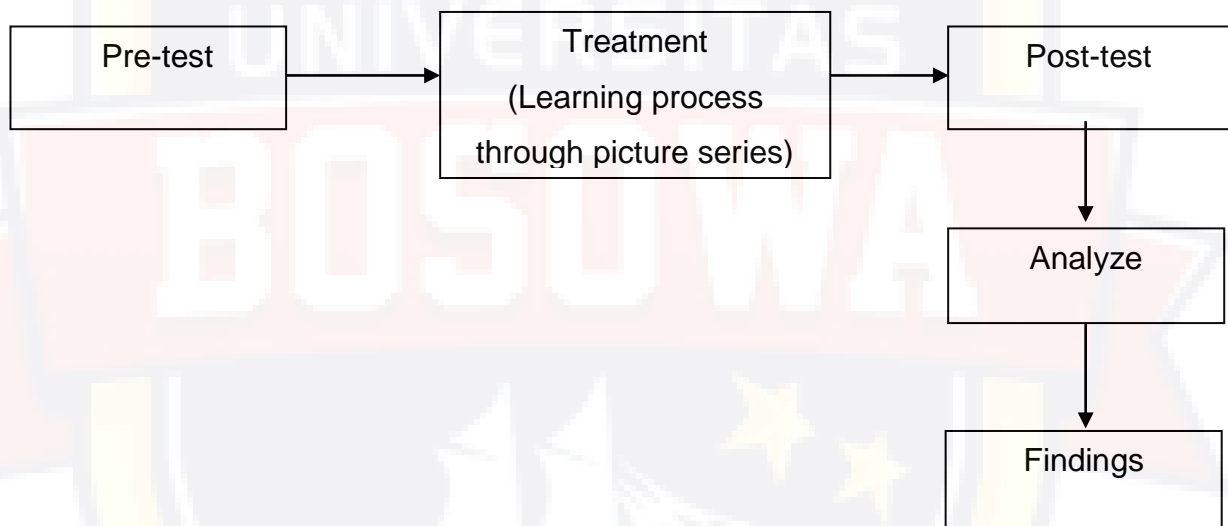 UNIVERSITAS
BOSOWA
Pre-test
Treatment
(Learning process
through picture series)
Post-test
Analyze
Findings